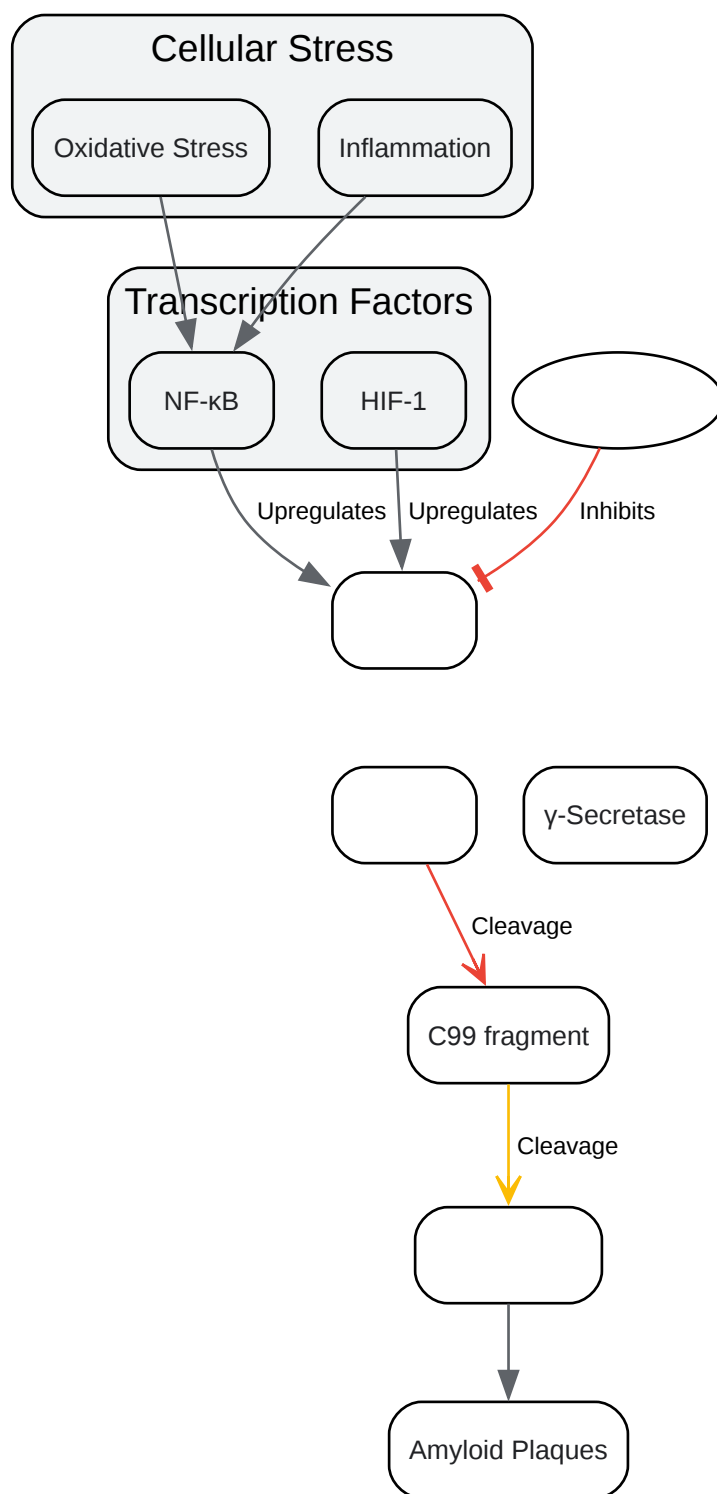 Cellular Stress
Oxidative Stress
Inflammation
Transcription Factors
NF-κB
HIF-1
Upregulates
Upregulates
Inhibits
γ-Secretase
Cleavage
C99 fragment
Cleavage
Amyloid Plaques